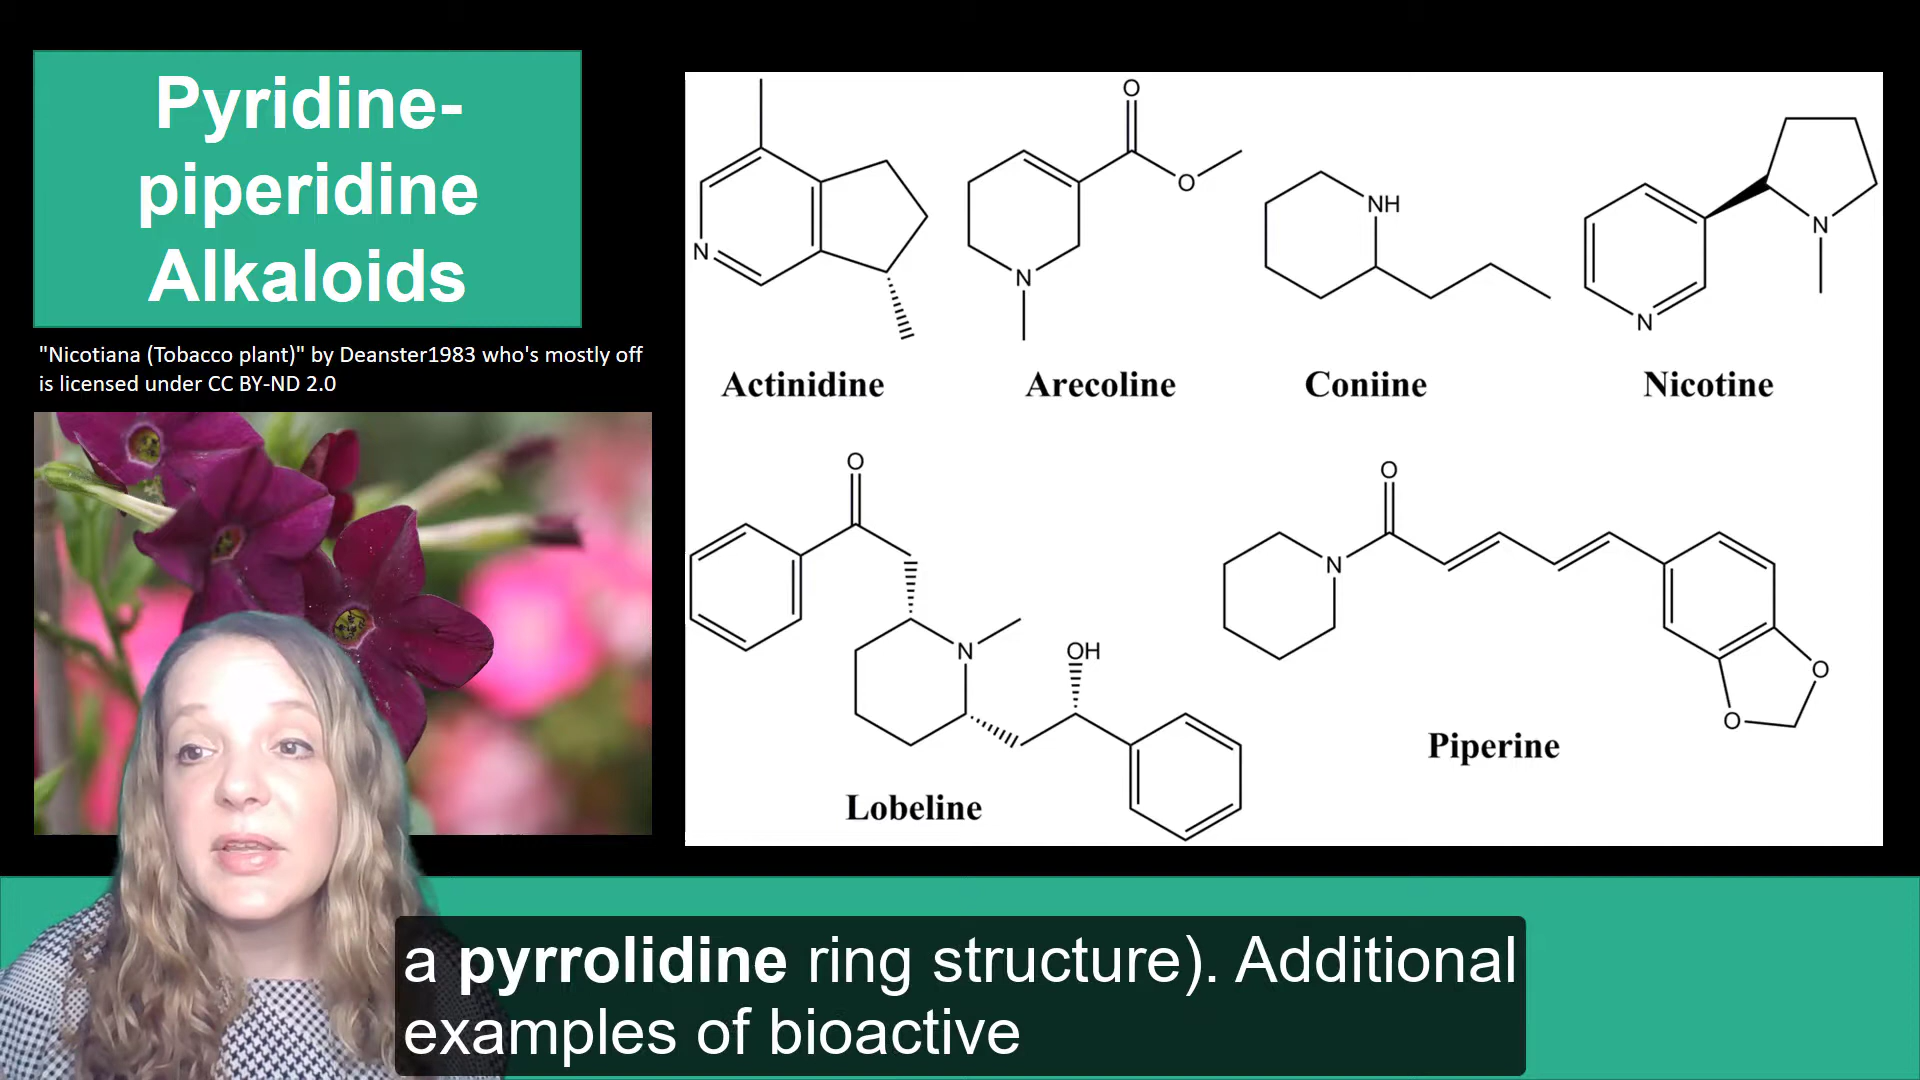 Pyridine-
piperidine
Alkaloids
"Nicotiana (Tobacco plant)" by Deanster1983 who's mostly off
is licensed under CC BY-ND 2.0
O
O
N
N
NH
N
N
Actinidine
Arecoline
Coniine
Nicotine
O
N
OH
Lobeline
O
N
O
O
Piperine
a pyrrolidine ring structure). Additional
examples of bioactive